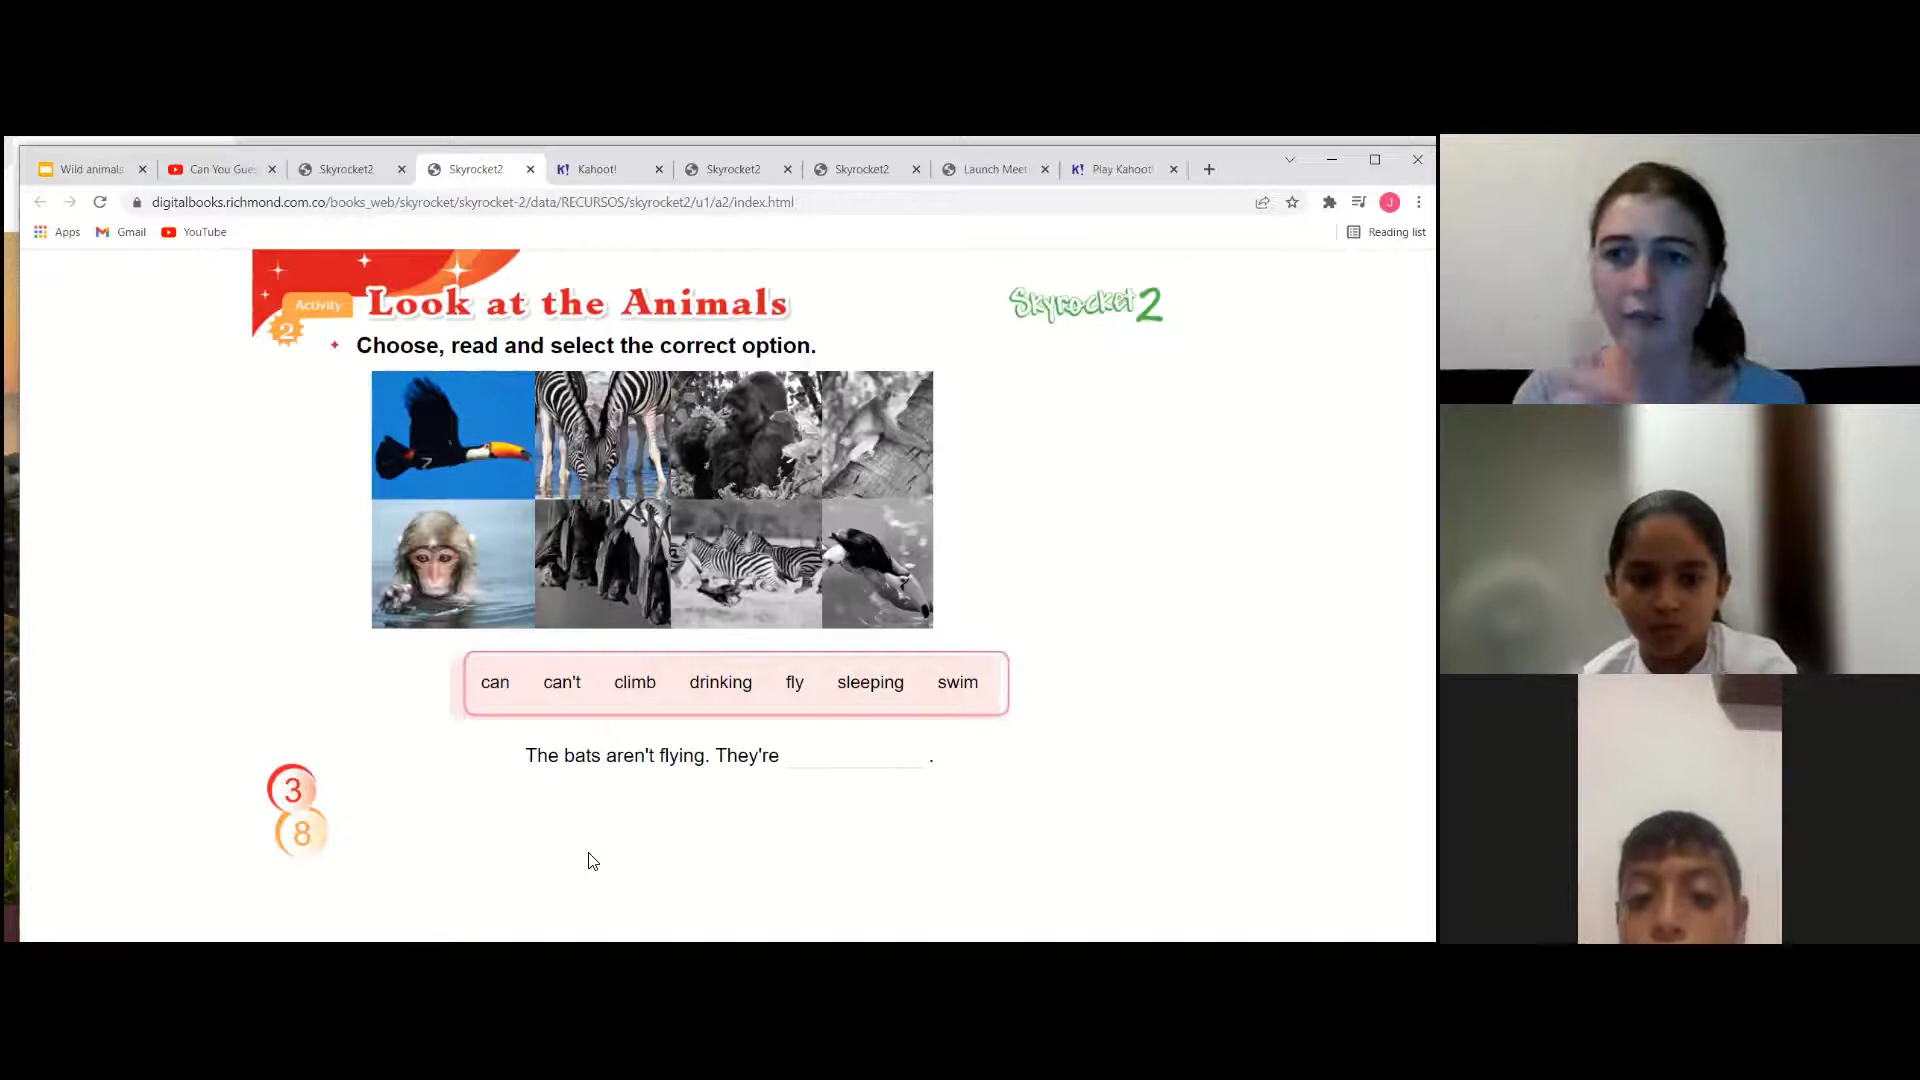 Wild animals
Can You Gues
Skyrocket2
Skyrocket2
K! Kahoot!
Skyrocket2
Skyrocket2
Launch Meet
K! Play Kahoot!
digitalbooks.richmond.com.co/books_web/skyrocket/skyrocket-2/data/RECURSOS/skyrocket2/u1/a2/index.html
J
Apps
Gmail
YouTube
Reading list
Activity 2
Look at the Animals
Skyrocket 2
Choose, read and select the correct option.
can can't climb drinking fly sleeping swim
The bats aren't flying. They're ____________ .
3
8